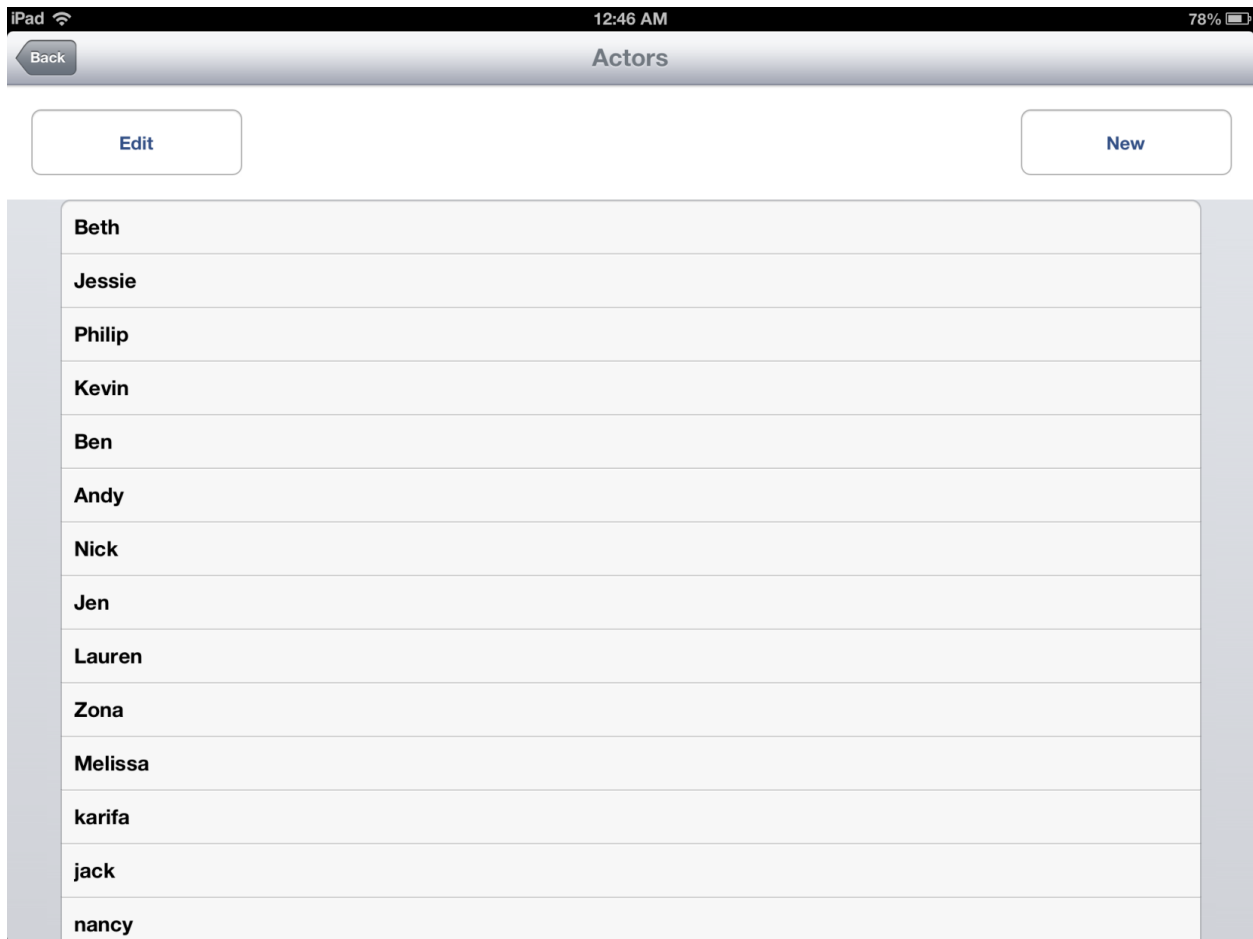 iPad 12:46 AM 78%
Back Actors
Edit New
Beth
Jessie
Philip
Kevin
Ben
Andy
Nick
Jen
Lauren
Zona
Melissa
karifa
jack
nancy